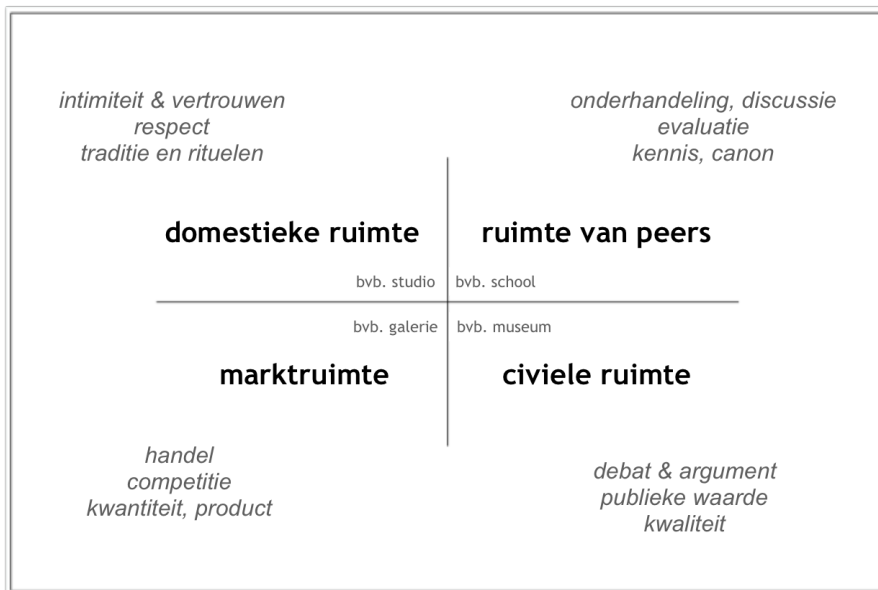 intimiteit & vertrouwen
respect
traditie en rituelen
onderhandeling, discussie
evaluatie
kennis, canon
domestieke ruimte
ruimte van peers
bvb. studio
bvb. school
bvb. galerie
bvb. museum
marktruimte
civiele ruimte
handel
competitie
kwantiteit, product
debat & argument
publieke waarde
kwaliteit